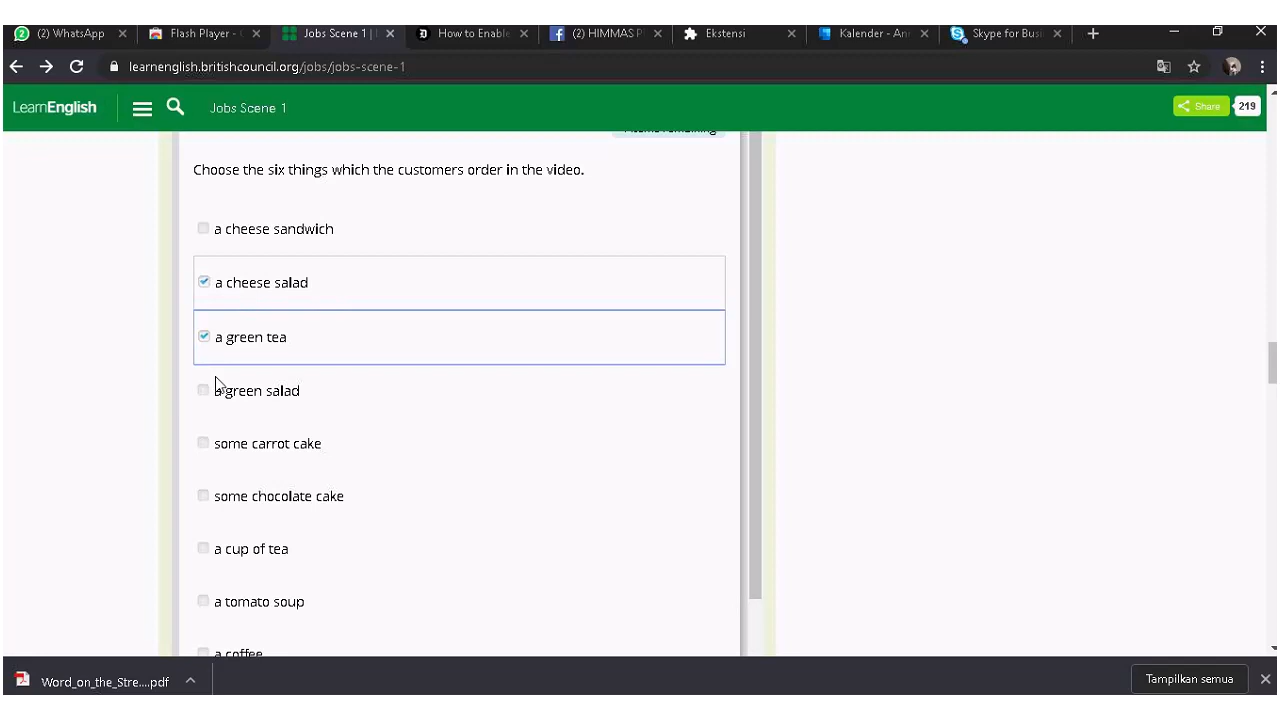 (2) WhatsApp
Flash Player - C
Jobs Scene 1 | L
How to Enable
(2) HIMMAS P
Ekstensi
Kalender - An
Skype for Busi
learnenglish.britishcouncil.org/jobs/jobs-scene-1
LearnEnglish
Jobs Scene 1
Share
219
remaining
Choose the six things which the customers order in the video.
a cheese sandwich
a cheese salad
a green tea
a green salad
some carrot cake
some chocolate cake
a cup of tea
a tomato soup
a coffee
Word_on_the_Stre....pdf
Tampilkan semua